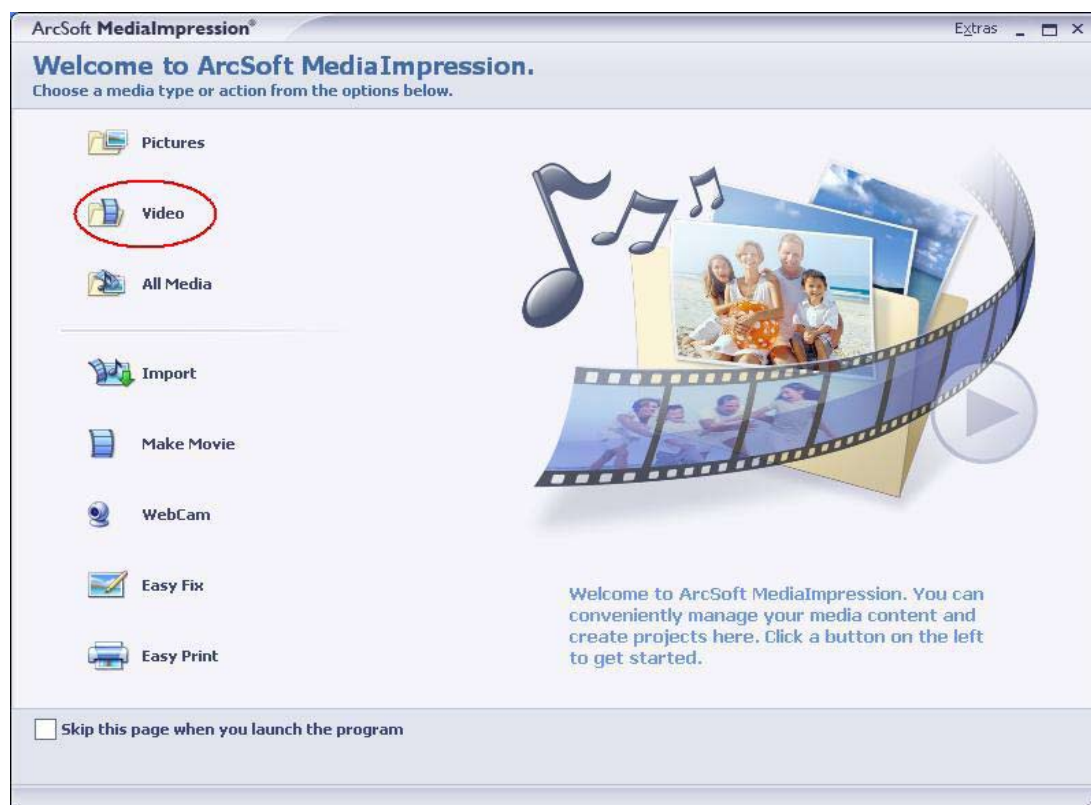 ArcSoft MediaImpression®
Extras
Welcome to ArcSoft MediaImpression.
Choose a media type or action from the options below.
Pictures
Video
All Media
Import
Make Movie
WebCam
Easy Fix
Easy Print
Welcome to ArcSoft MediaImpression. You can
conveniently manage your media content and
create projects here. Click a button on the left
to get started.
Skip this page when you launch the program